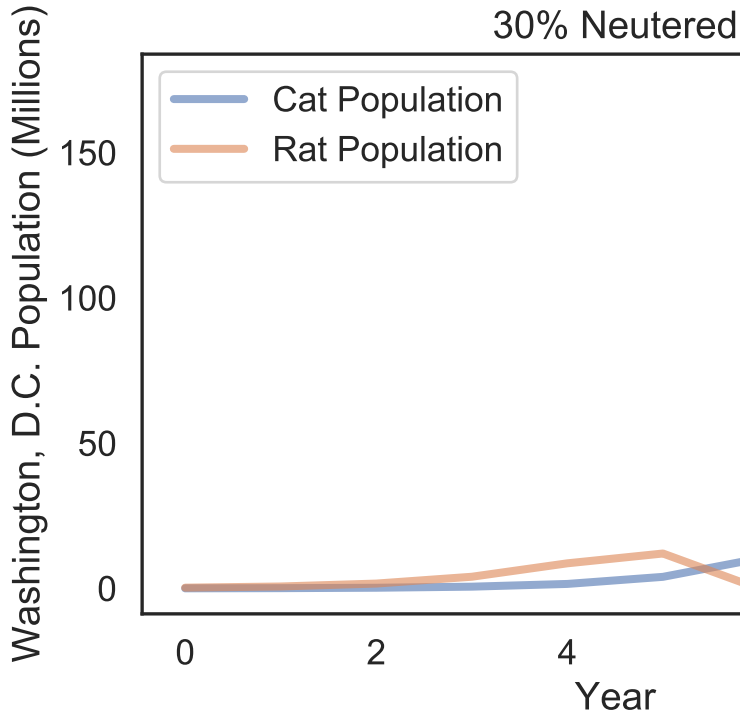 30% Neutered
Washington, D.C. Population (Millions)
Cat Population
Rat Population
150
100
50
0
0 2 4
Year